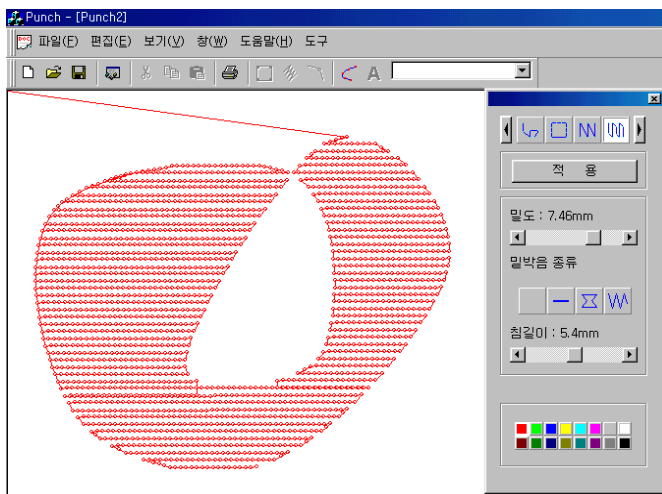 Punch - [Punch2]
파일(F) 편집(E) 보기(V) 창(W) 도움말(H) 도구
A
적 용
밀도 : 7.46mm
밑박음 종류
침길이 : 5.4mm